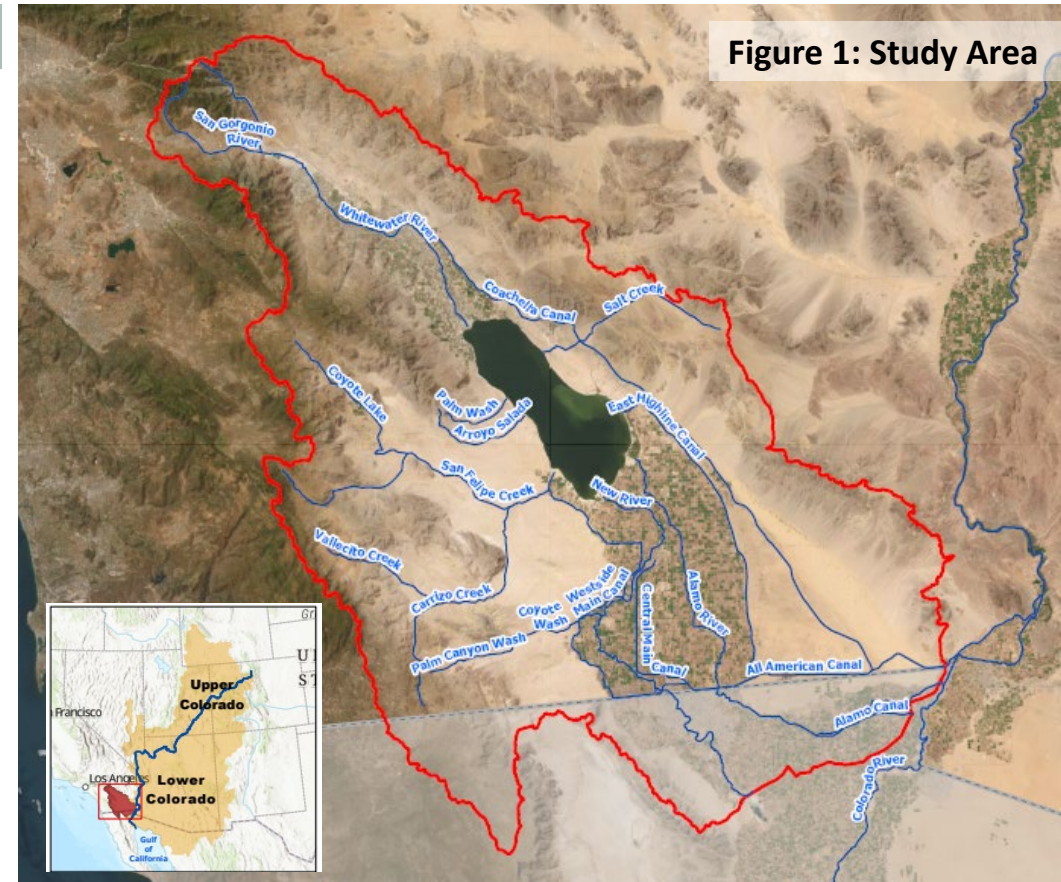 Figure 1: Study Area
San Gorgonio
River
Whitewater River
Coachella Canal
Salt Creek
Coyote Lake
Palm Wash
Arroyo Salada
East Highline Canal
San Felipe Creek
New River
Vallecito Creek
Carrizo Creek
Coyote
Wash
Westside
Main Canal
Central Main
Canal
Alamo River
Palm Canyon Wash
All American Canal
Alamo Canal
Colorado River
Upper
Colorado
Francisco
Los Angeles
Lower
Colorado
Gulf
of
California